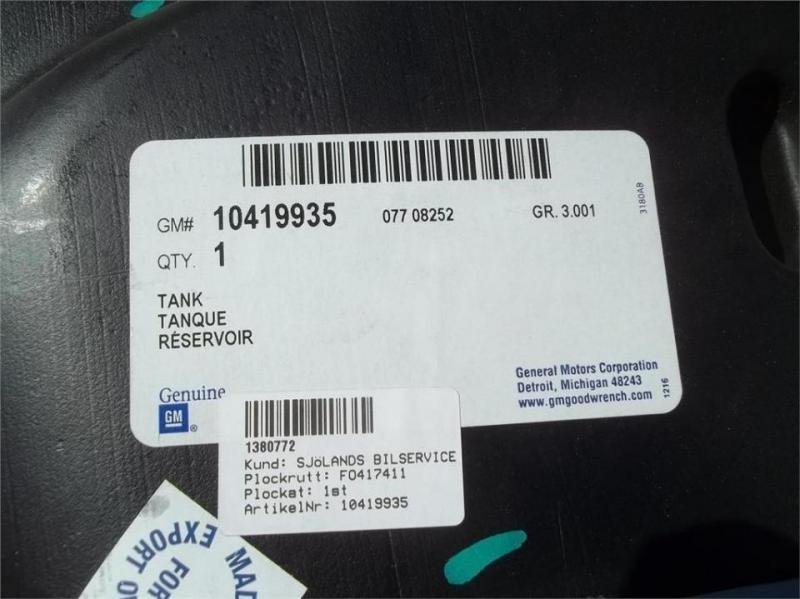 GM# 10419935 077 08252 GR. 3.001
3180AB
QTY. 1
TANK
TANQUE
RÉSERVOIR
General Motors Corporation
Detroit, Michigan 48243
www.gmgoodwrench.com
1216
Genuine
GM ®
1380772
Kund: SJöLANDS BILSERVICE
Plockrutt: FO417411
Plockat: 1st
ArtikelNr: 10419935
MAD
FOR EXPORT